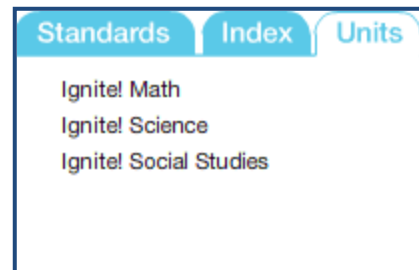 Standards Index Units
Ignite! Math
Ignite! Science
Ignite! Social Studies